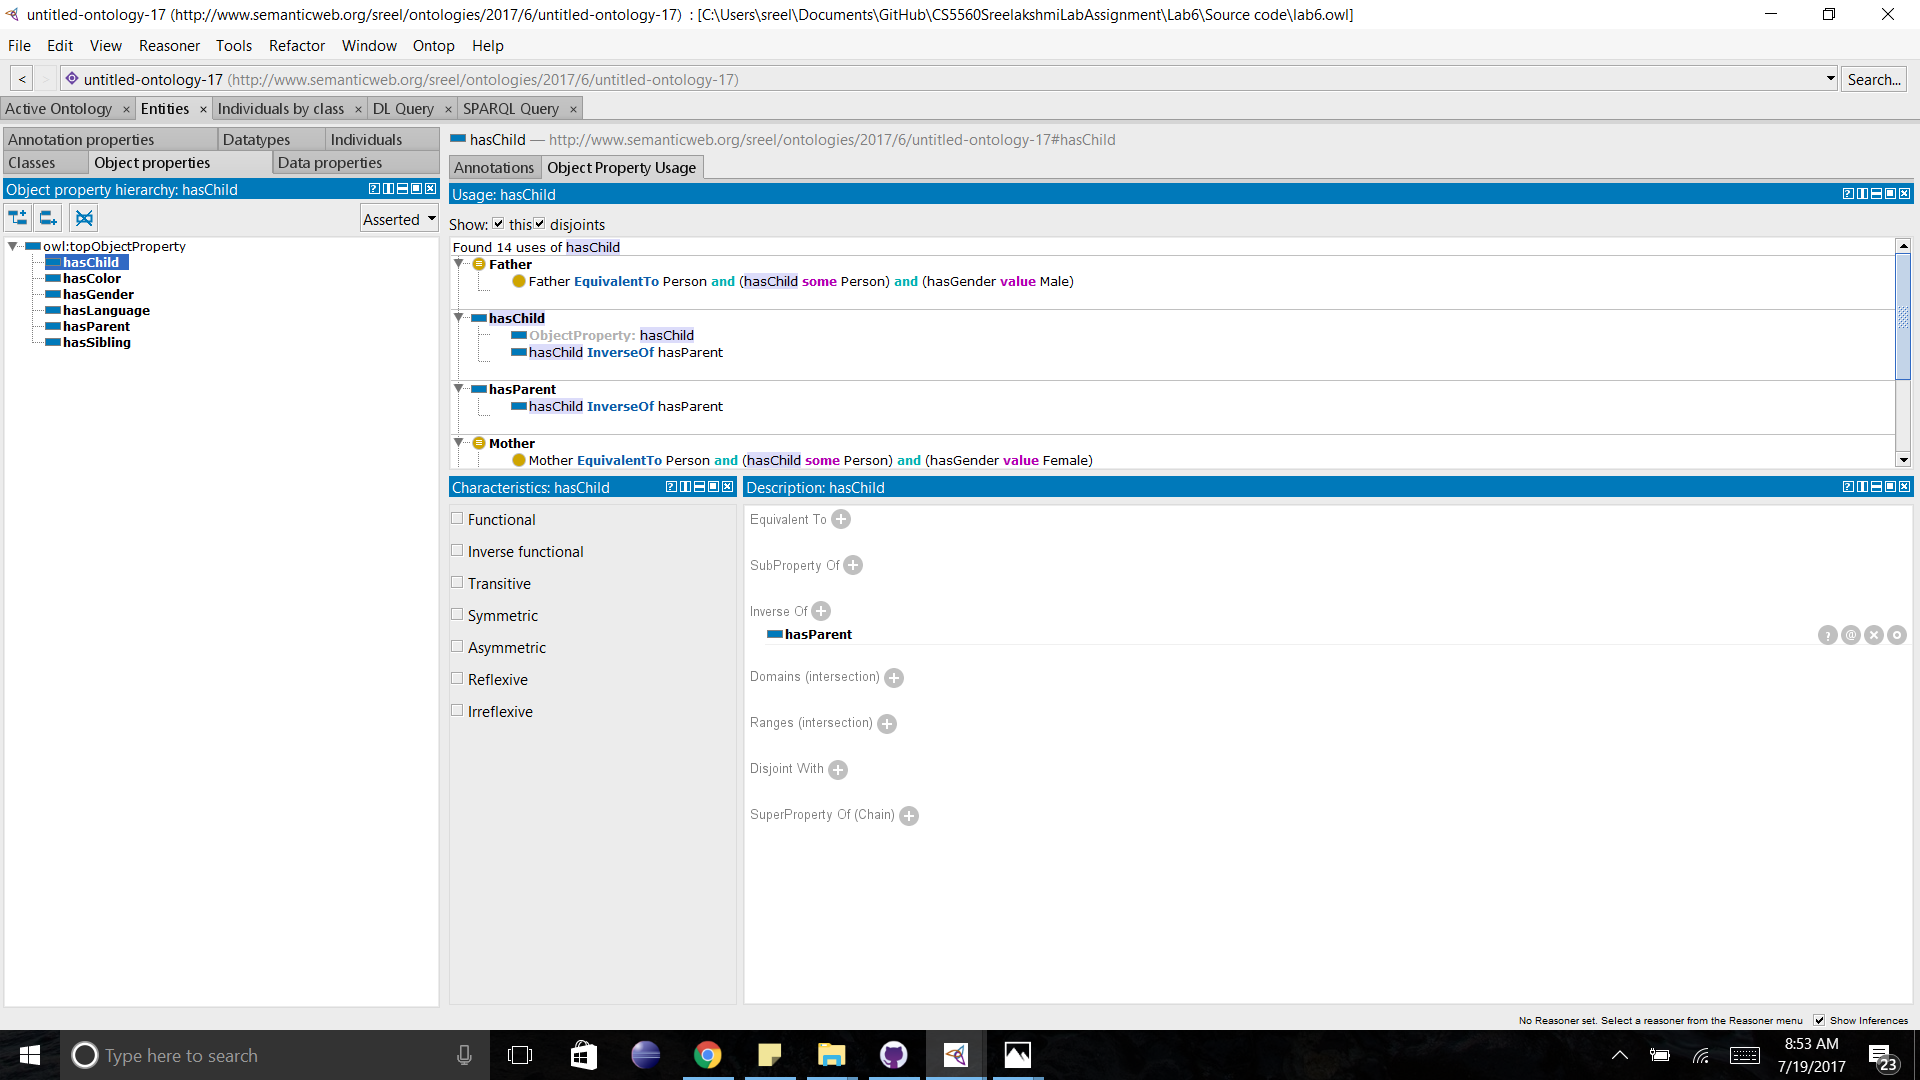 untitled-ontology-17 (http://www.semanticweb.org/sreel/ontologies/2017/6/untitled-ontology-17) : [C:\Users\sreel\Documents\GitHub\CS5560SreelakshmiLabAssignment\Lab6\Source code\lab6.owl]
File Edit View Reasoner Tools Refactor Window Ontop Help
< > untitled-ontology-17 (http://www.semanticweb.org/sreel/ontologies/2017/6/untitled-ontology-17) Search...
Active Ontology × Entities × Individuals by class × DL Query × SPARQL Query ×
Annotation properties Datatypes Individuals
Classes Object properties Data properties
Object property hierarchy: hasChild
Asserted
owl:topObjectProperty
hasChild
hasColor
hasGender
hasLanguage
hasParent
hasSibling
hasChild — http://www.semanticweb.org/sreel/ontologies/2017/6/untitled-ontology-17#hasChild
Annotations Object Property Usage
Usage: hasChild
Show: this disjoints
Found 14 uses of hasChild
Father
Father EquivalentTo Person and (hasChild some Person) and (hasGender value Male)
hasChild
ObjectProperty: hasChild
hasChild InverseOf hasParent
hasParent
hasChild InverseOf hasParent
Mother
Mother EquivalentTo Person and (hasChild some Person) and (hasGender value Female)
Characteristics: hasChild
Functional
Inverse functional
Transitive
Symmetric
Asymmetric
Reflexive
Irreflexive
Description: hasChild
Equivalent To
SubProperty Of
Inverse Of
hasParent
Domains (intersection)
Ranges (intersection)
Disjoint With
SuperProperty Of (Chain)
No Reasoner set. Select a reasoner from the Reasoner menu Show Inferences
Type here to search
8:53 AM
7/19/2017
23